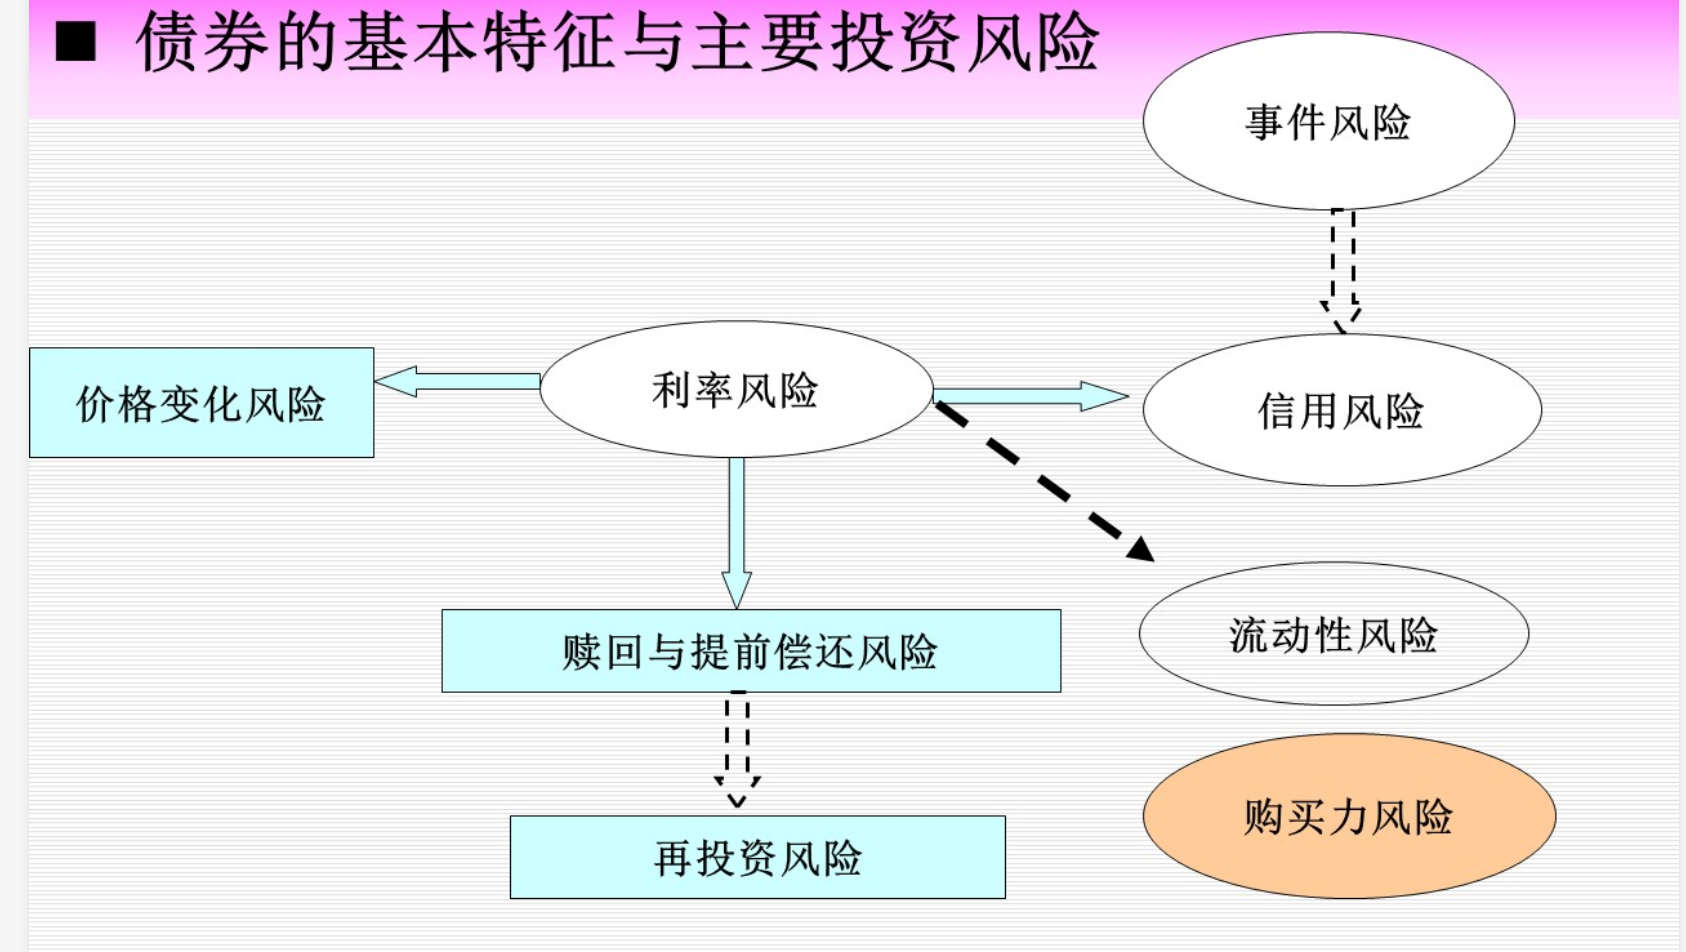 债券的基本特征与主要投资风险
事件风险
价格变化风险
利率风险
信用风险
流动性风险
赎回与提前偿还风险
购买力风险
再投资风险